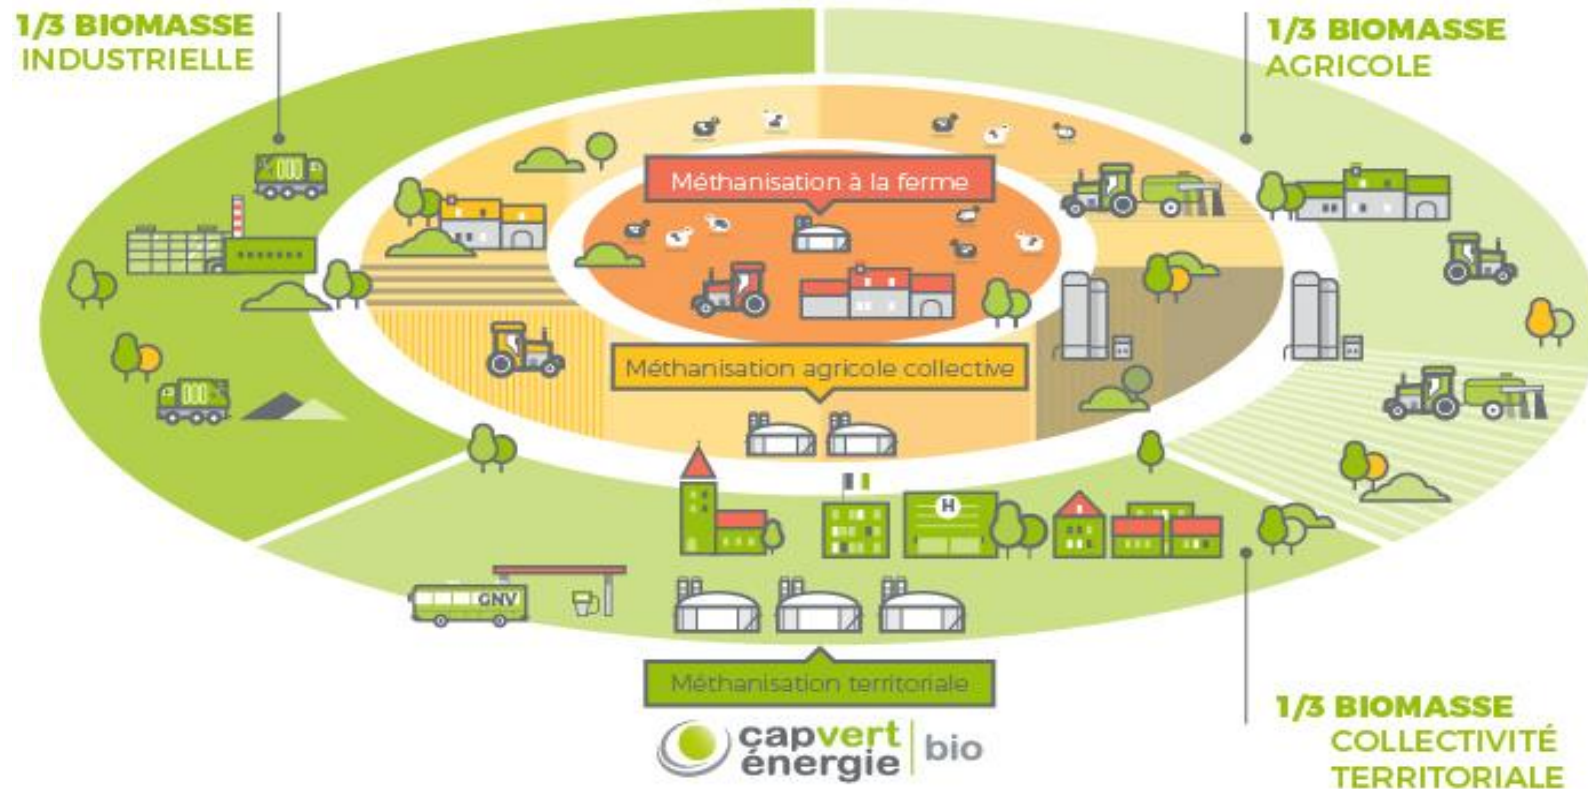 1/3 BIOMASSE
INDUSTRIELLE
1/3 BIOMASSE
AGRICOLE
Méthanisation à la ferme
Méthanisation agricole collective
H
GNV
Méthanisation territoriale
capvert
énergie
bio
1/3 BIOMASSE
COLLECTIVITÉ
TERRITORIALE